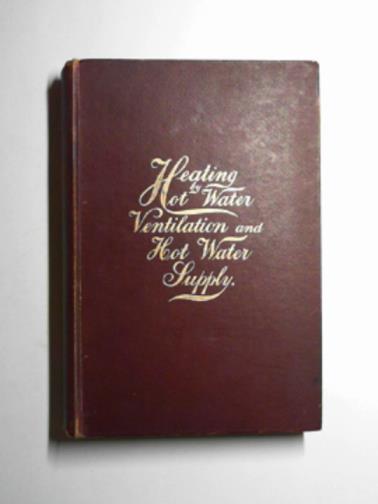 Heating
by
Hot Water
Ventilation and
Hot Water
Supply.